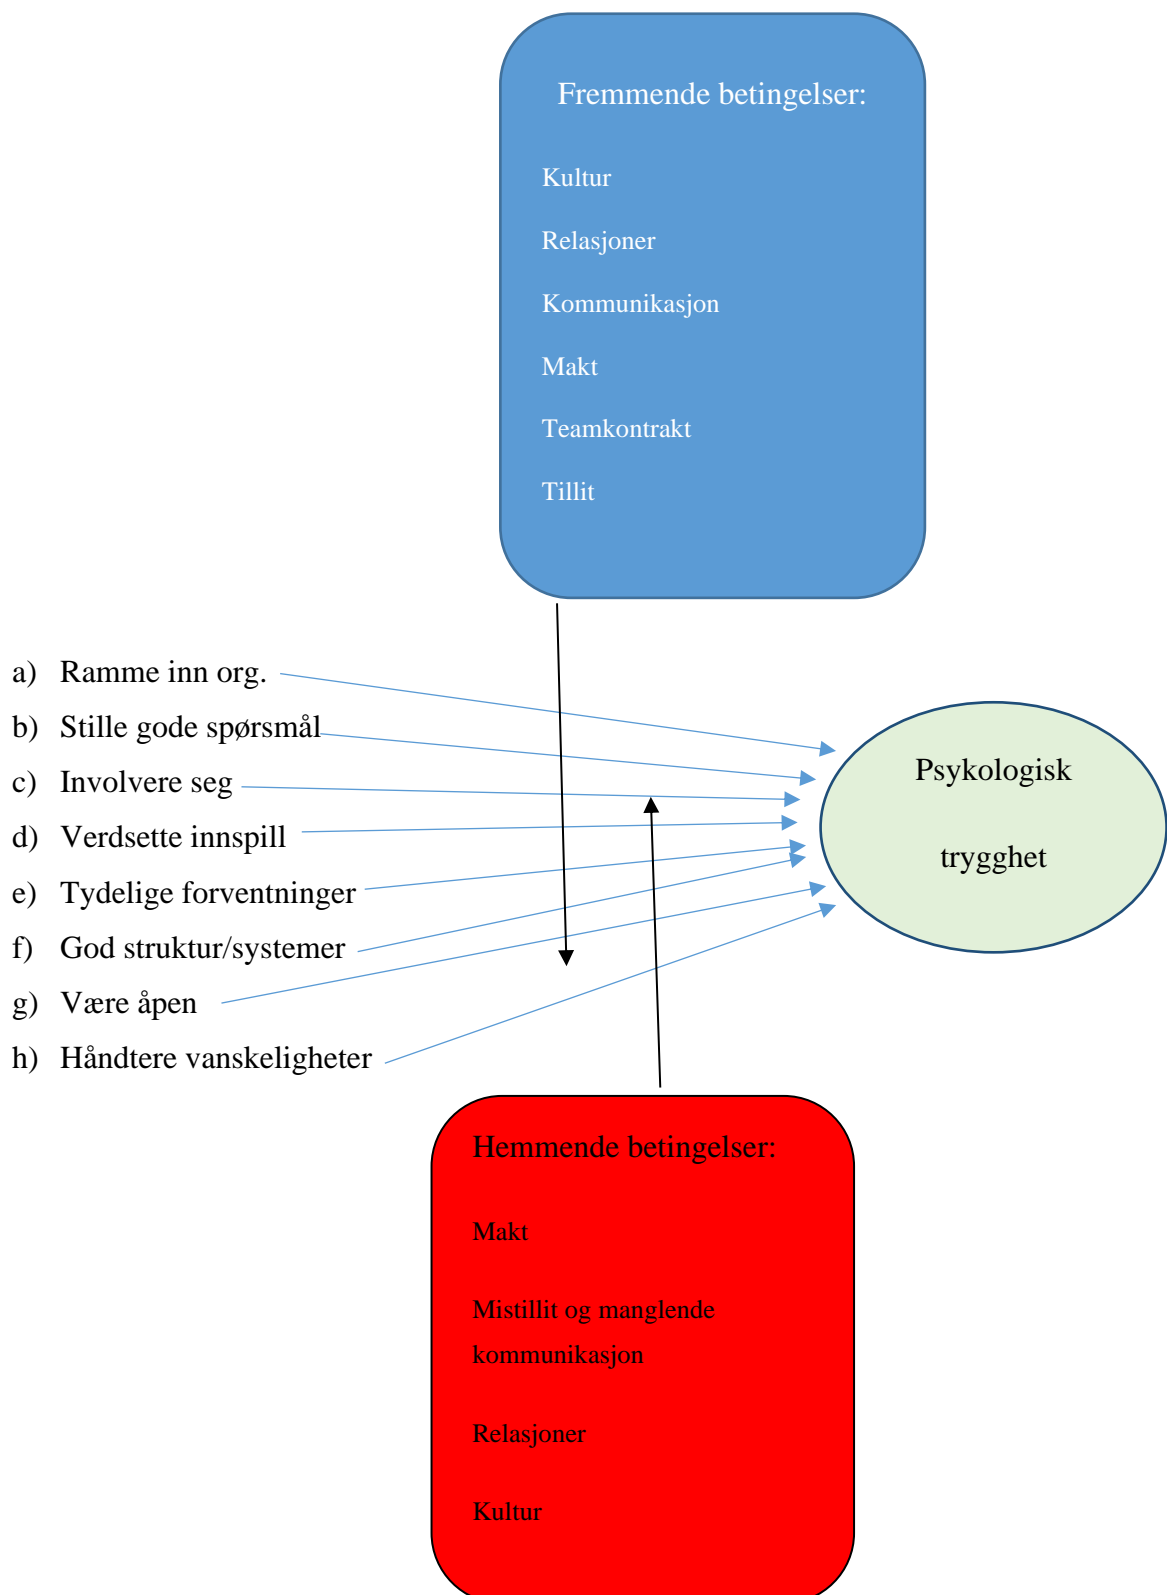 Fremmende betingelser:
Kultur
Relasjoner
Kommunikasjon
Makt
Teamkontrakt
Tillit
a) Ramme inn org.
b) Stille gode spørsmål
c) Involvere seg
d) Verdsette innspill
e) Tydelige forventninger
f) God struktur/systemer
g) Være åpen
h) Håndtere vanskeligheter
Psykologisk
trygghet
Hemmende betingelser:
Makt
Mistillit og manglende
kommunikasjon
Relasjoner
Kultur